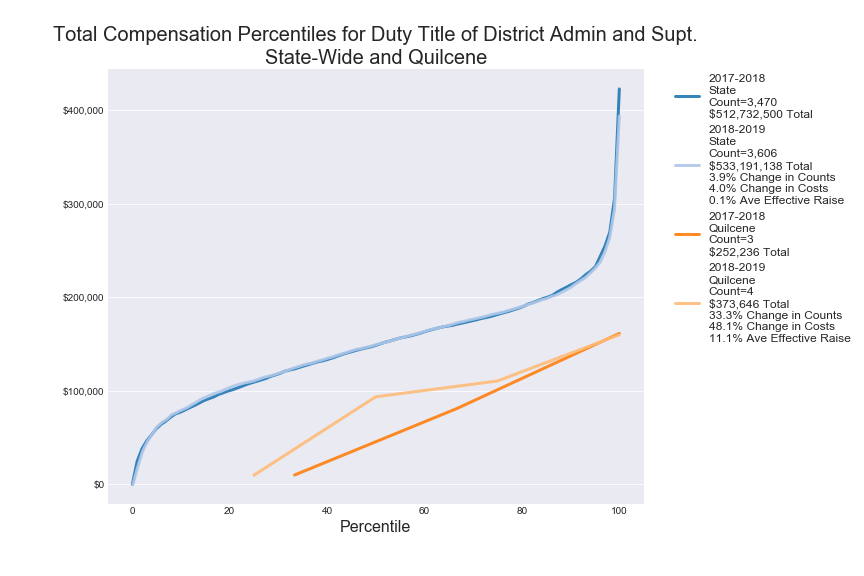 Total Compensation Percentiles for Duty Title of District Admin and Supt.
State-Wide and Quilcene
$400,000
$300,000
$200,000
$100,000
$0
0
20
40
60
80
100
Percentile
2017-2018
State
Count=3,470
$512,732,500 Total
2018-2019
State
Count=3,606
$533,191,138 Total
3.9% Change in Counts
4.0% Change in Costs
0.1% Ave Effective Raise
2017-2018
Quilcene
Count=3
$252,236 Total
2018-2019
Quilcene
Count=4
$373,646 Total
33.3% Change in Counts
48.1% Change in Costs
11.1% Ave Effective Raise